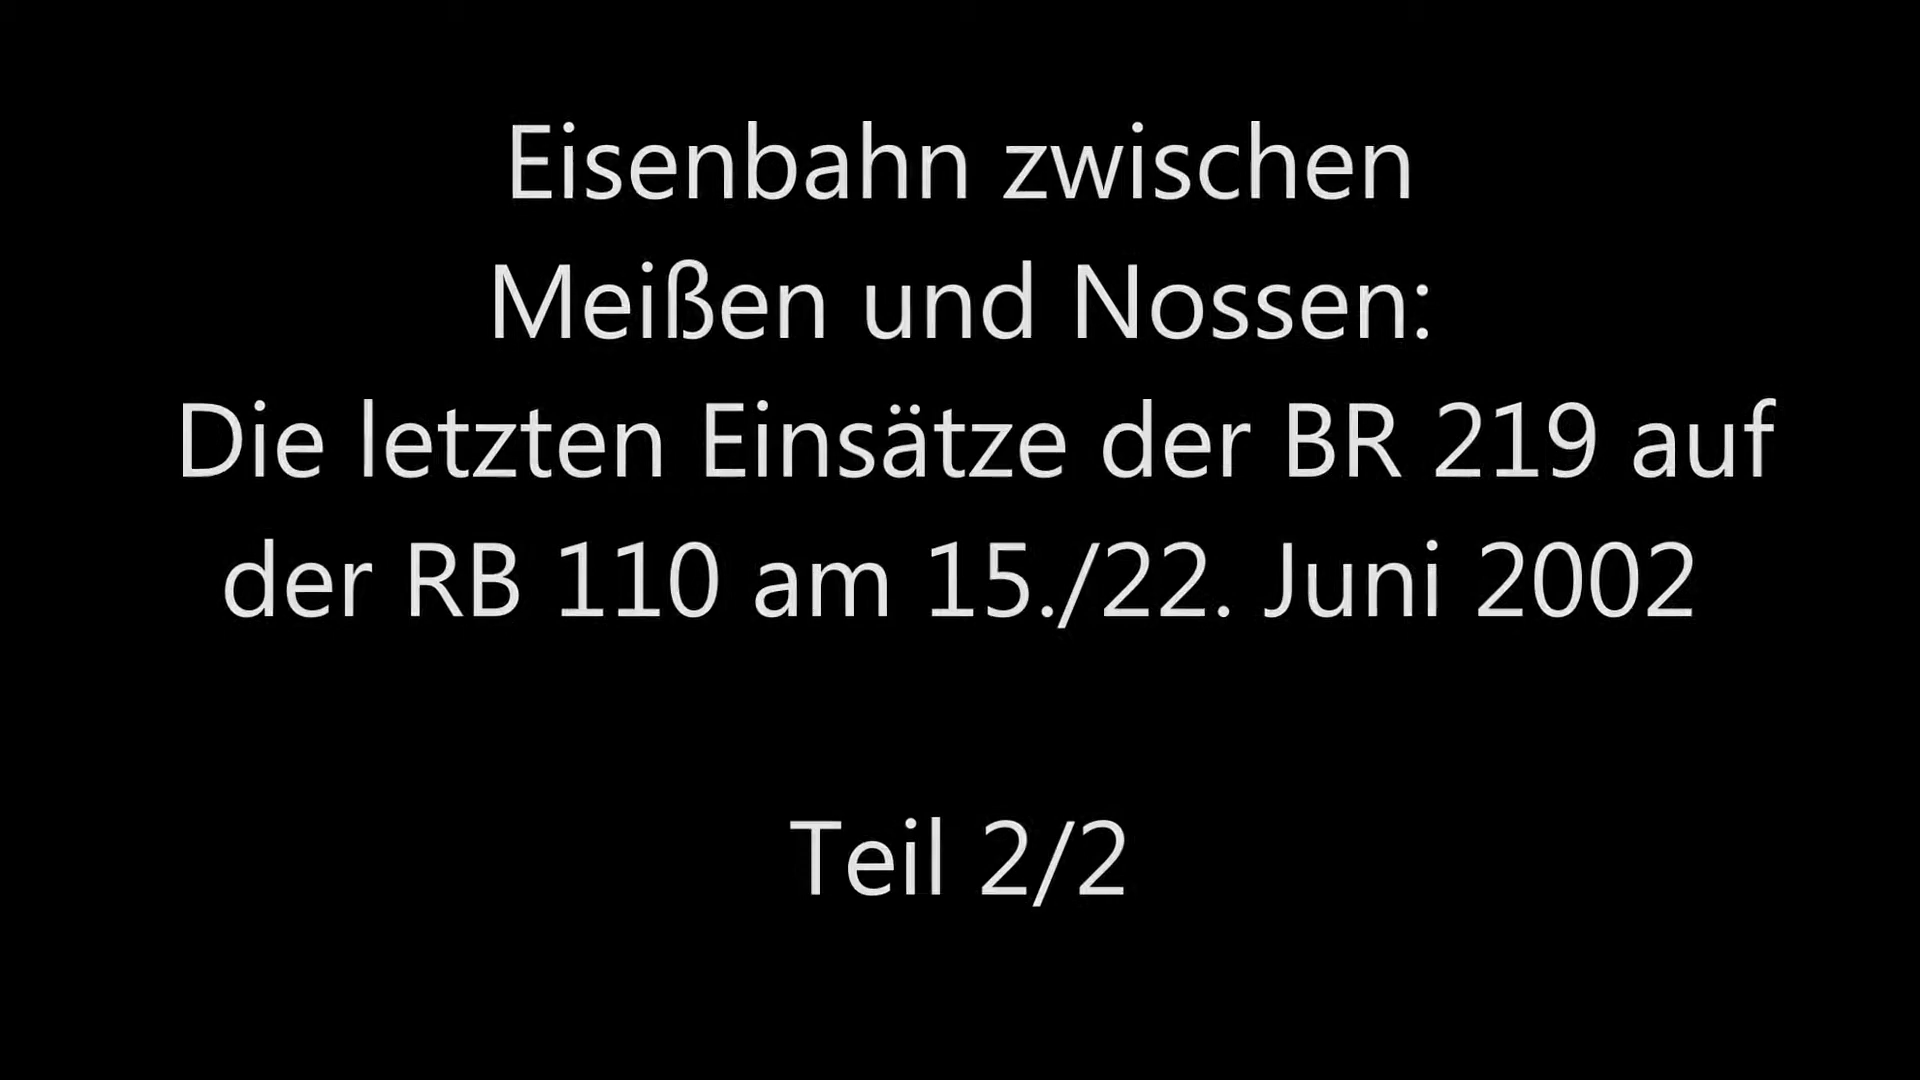 Eisenbahn zwischen
Meißen und Nossen:
Die letzten Einsätze der BR 219 auf
der RB 110 am 15./22. Juni 2002
Teil 2/2